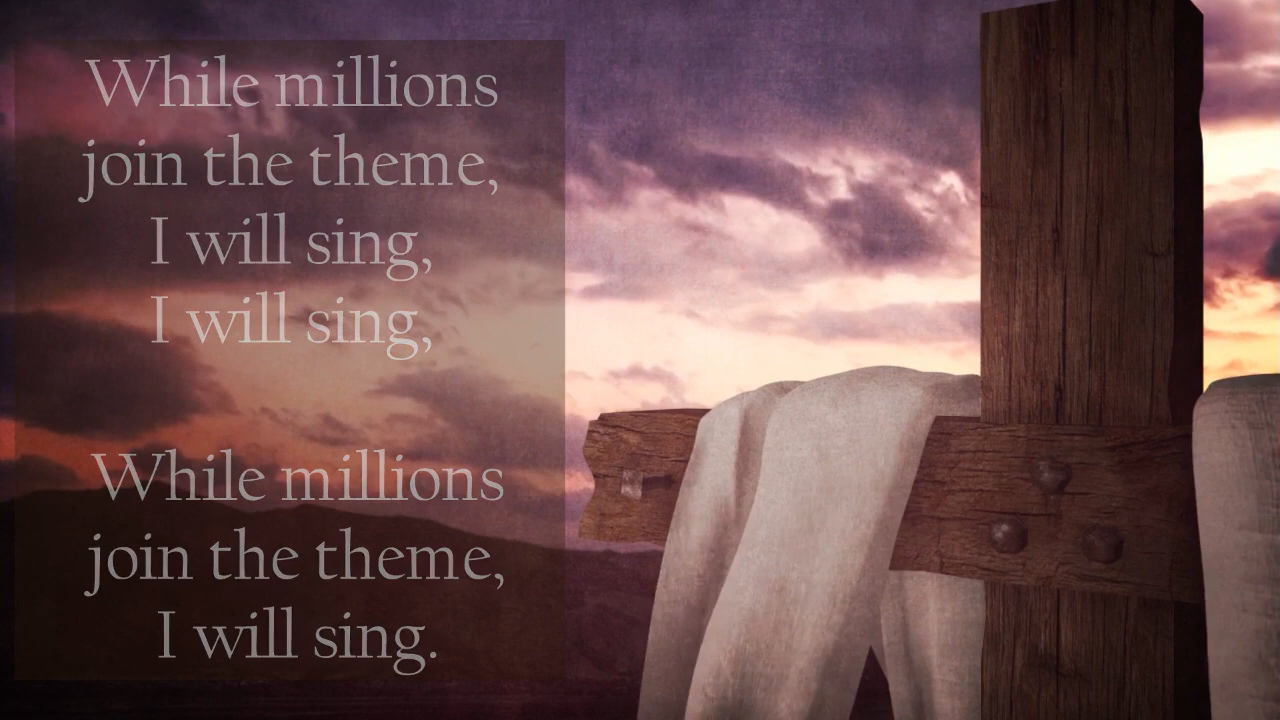 While millions
join the theme,
I will sing,
I will sing,
While millions
join the theme,
I will sing.